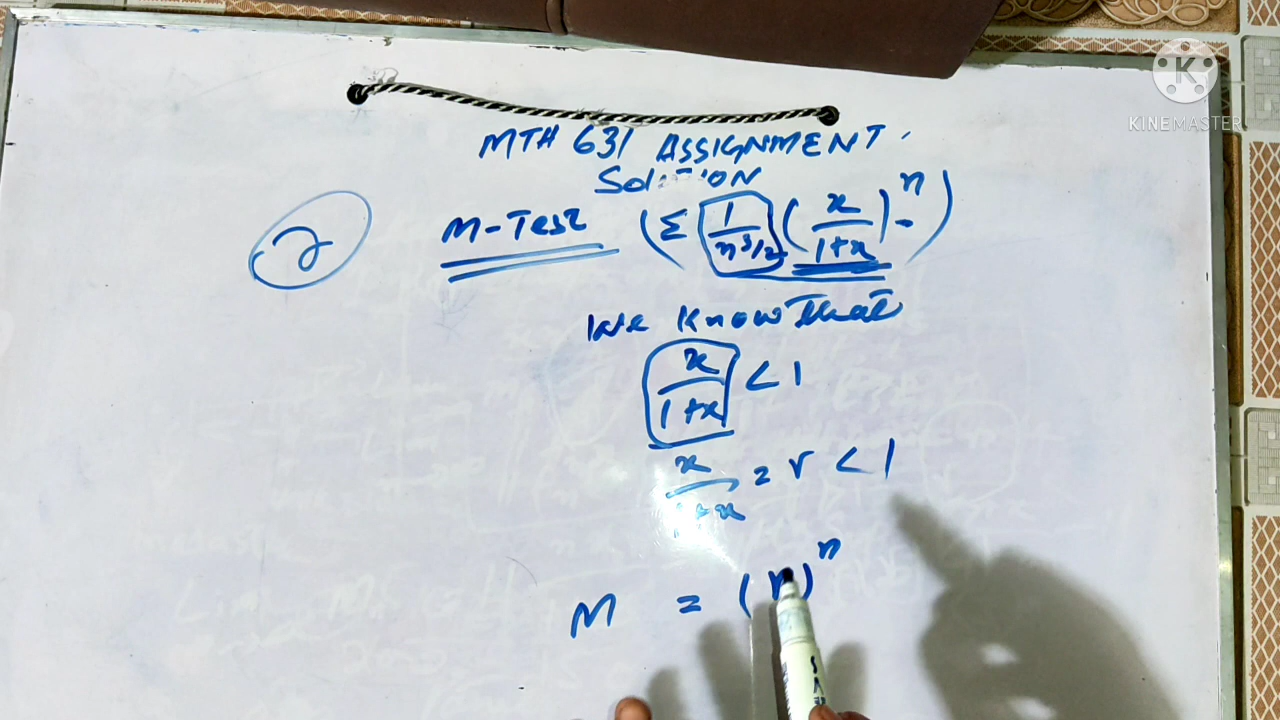 KINEMASTER
MTH 631 ASSIGNMENT.
Solution
2
M-Test (Σ 1/n^3/2 (x/1+x)^n)
We Know That
x/1+x < 1
x/1+x = r < 1
M = (r)^n